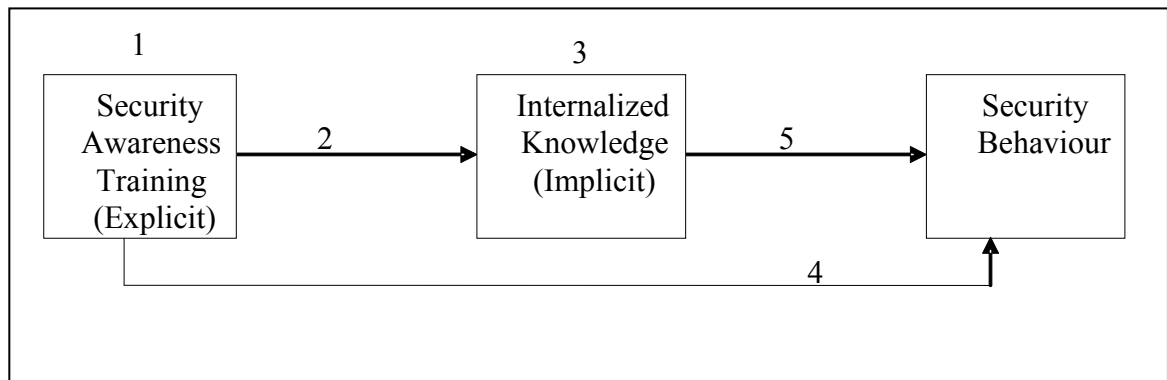 1
Security
Awareness
Training
(Explicit)
2
3
Internalized
Knowledge
(Implicit)
5
Security
Behaviour
4